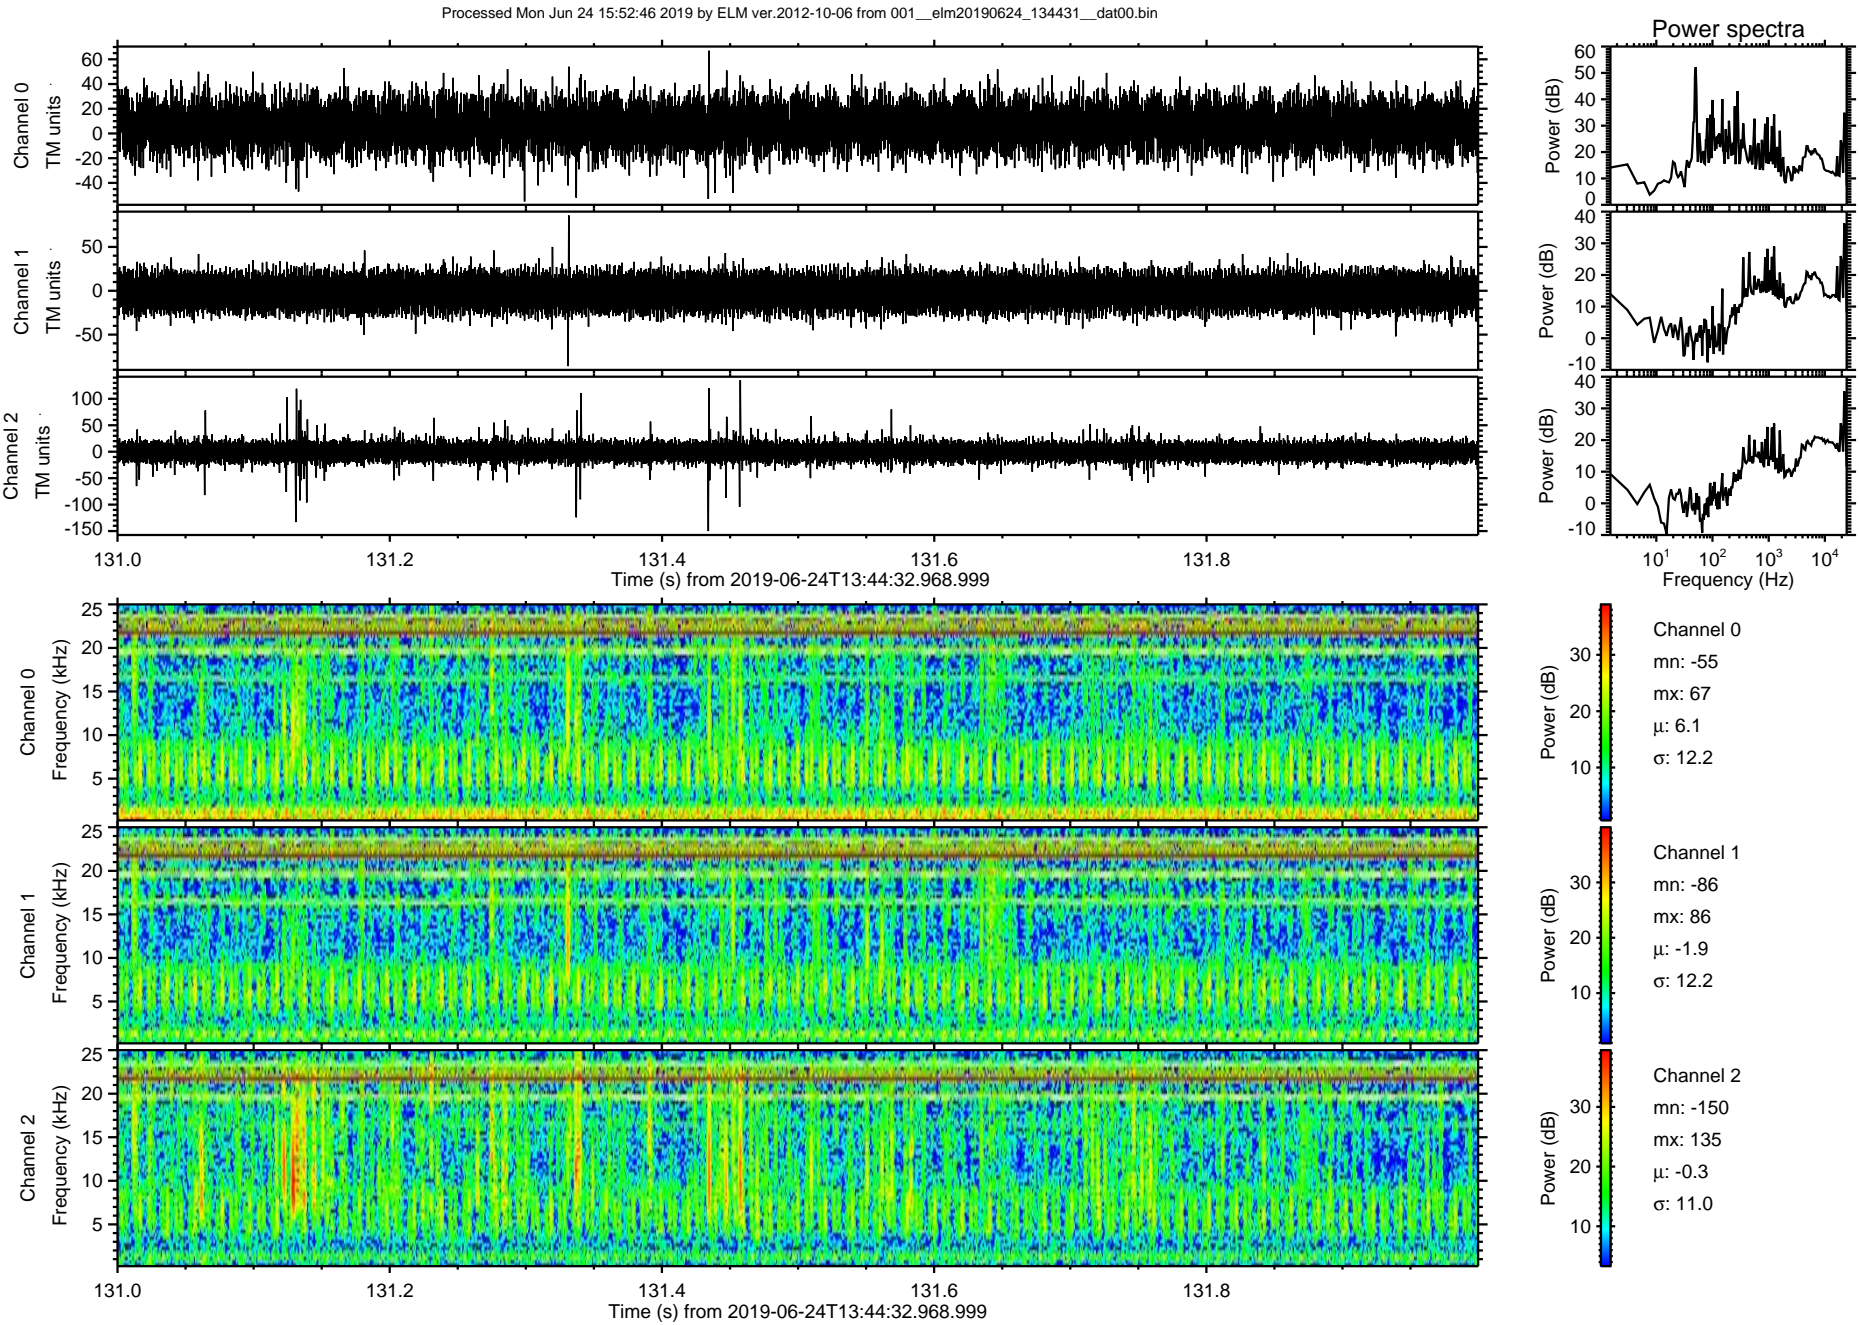 Processed Mon Jun 24 15:52:46 2019 by ELM ver.2012-10-06 from 001__elm20190624_134431__dat00.bin
Power spectra
Channel 0
TM units
60
40
20
0
-20
-40
Power (dB)
60
50
40
30
20
10
0
Channel 1
TM units
50
0
-50
Power (dB)
40
30
20
10
0
-10
Channel 2
TM units
100
50
0
-50
-100
-150
Power (dB)
40
30
20
10
0
-10
131.0 131.2 131.4 131.6 131.8
Time (s) from 2019-06-24T13:44:32.968.999
10^1 10^2 10^3 10^4
Frequency (Hz)
Channel 0
Frequency (kHz)
25
20
15
10
5
Power (dB)
30
20
10
Channel 0
mn: -55
mx: 67
μ: 6.1
σ: 12.2
Channel 1
Frequency (kHz)
25
20
15
10
5
Power (dB)
30
20
10
Channel 1
mn: -86
mx: 86
μ: -1.9
σ: 12.2
Channel 2
Frequency (kHz)
25
20
15
10
5
Power (dB)
30
20
10
Channel 2
mn: -150
mx: 135
μ: -0.3
σ: 11.0
131.0 131.2 131.4 131.6 131.8
Time (s) from 2019-06-24T13:44:32.968.999